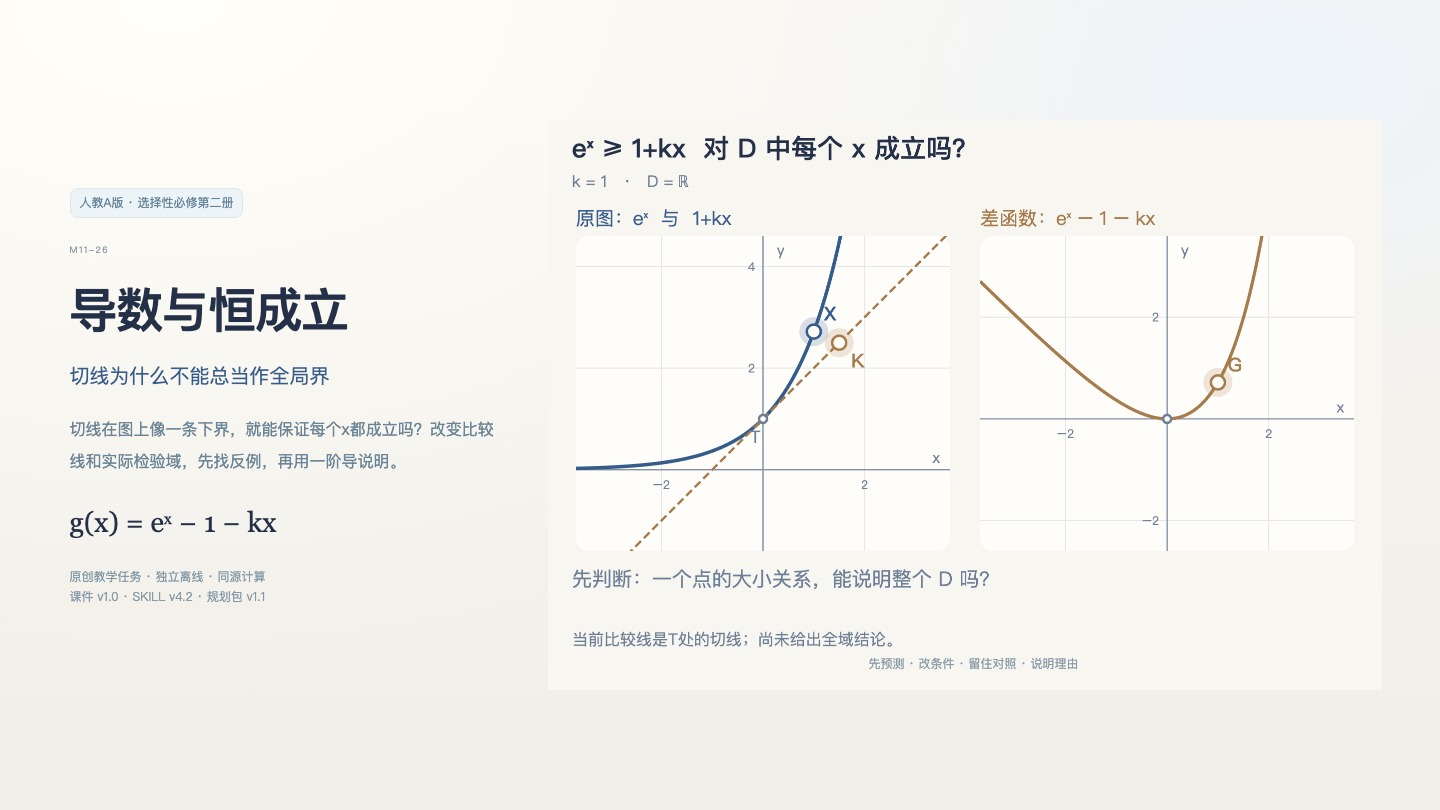 人教A版 · 选择性必修第二册
M11–26
导数与恒成立
切线为什么不能总当作全局界
切线在图上像一条下界，就能保证每个x都成立吗？改变比较
线和实际检验域，先找反例，再用一阶导说明。
g(x) = eˣ − 1 − kx
原创教学任务 · 独立离线 · 同源计算
课件 v1.0 · SKILL v4.2 · 规划包 v1.1
eˣ ⩾ 1+kx 对 D 中每个 x 成立吗？
k = 1 · D = ℝ
原图：eˣ 与 1+kx
y
4
X
K
2
T
x
−2
2
差函数：eˣ − 1 − kx
y
2
G
x
−2
2
−2
先判断：一个点的大小关系，能说明整个 D 吗？
当前比较线是T处的切线；尚未给出全域结论。
先预测 · 改条件 · 留住对照 · 说明理由